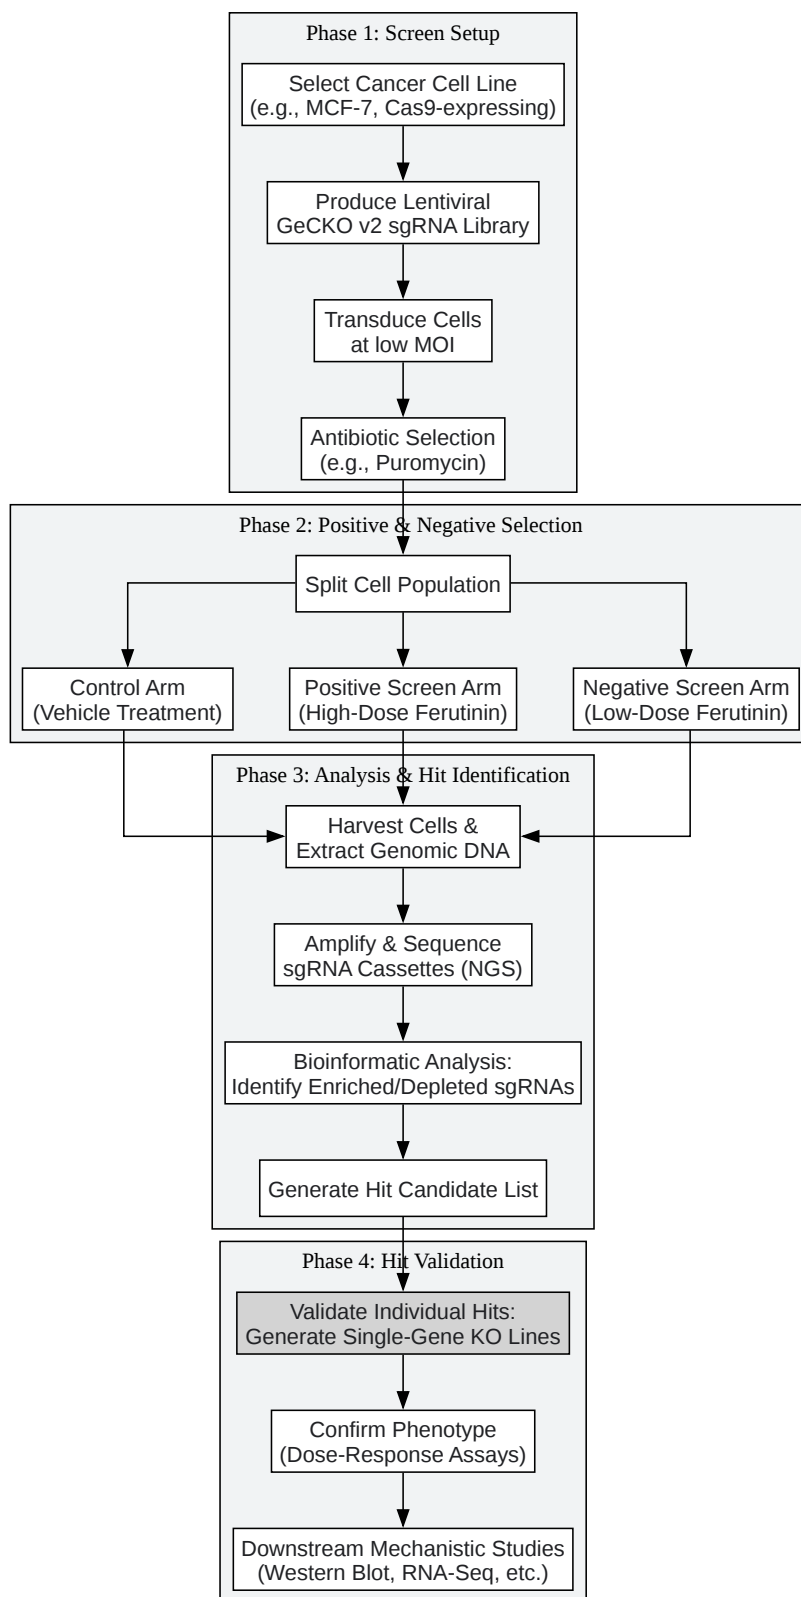 Phase 1: Screen Setup
Select Cancer Cell Line
(e.g., MCF-7, Cas9-expressing)
Produce Lentiviral
GeCKO v2 sgRNA Library
Transduce Cells
at low MOI
Antibiotic Selection
(e.g., Puromycin)
Phase 2: Positive & Negative Selection
Split Cell Population
Control Arm
(Vehicle Treatment)
Positive Screen Arm
(High-Dose Ferutinin)
Negative Screen Arm
(Low-Dose Ferutinin)
Phase 3: Analysis & Hit Identification
Harvest Cells &
Extract Genomic DNA
Amplify & Sequence
sgRNA Cassettes (NGS)
Bioinformatic Analysis:
Identify Enriched/Depleted sgRNAs
Generate Hit Candidate List
Phase 4: Hit Validation
Validate Individual Hits:
Generate Single-Gene KO Lines
Confirm Phenotype
(Dose-Response Assays)
Downstream Mechanistic Studies
(Western Blot, RNA-Seq, etc.)